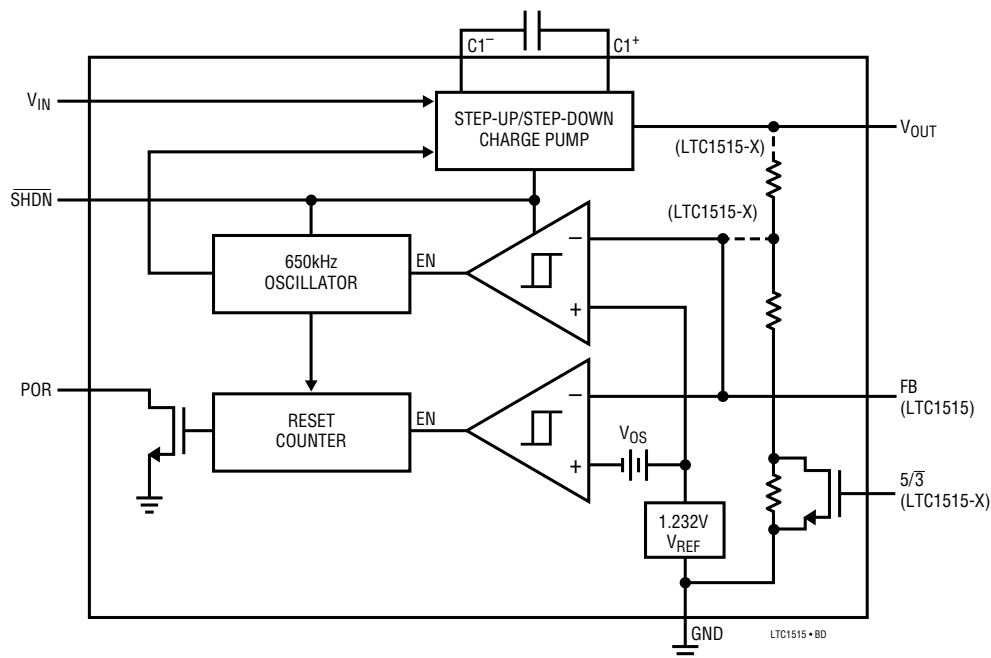 C1⁻
C1⁺
V_IN
STEP-UP/STEP-DOWN
CHARGE PUMP
V_OUT
(LTC1515-X)
S̅H̅D̅N̅
(LTC1515-X)
650kHz
OSCILLATOR
EN
−
+
POR
RESET
COUNTER
EN
−
+
V_OS
FB
(LTC1515)
5/3̅
(LTC1515-X)
1.232V
V_REF
GND
LTC1515 • BD